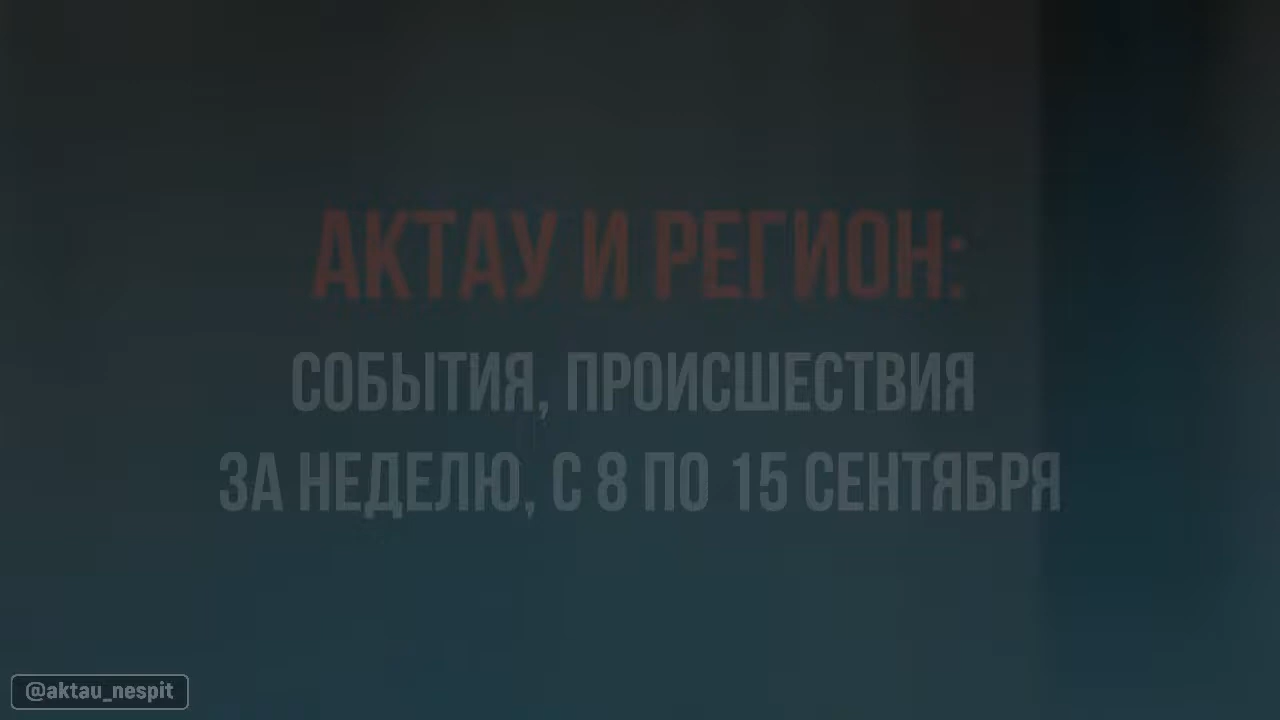 АКТАУ И РЕГИОН:
СОБЫТИЯ, ПРОИСШЕСТВИЯ
ЗА НЕДЕЛЮ, С 8 ПО 15 СЕНТЯБРЯ
@aktau_nespit